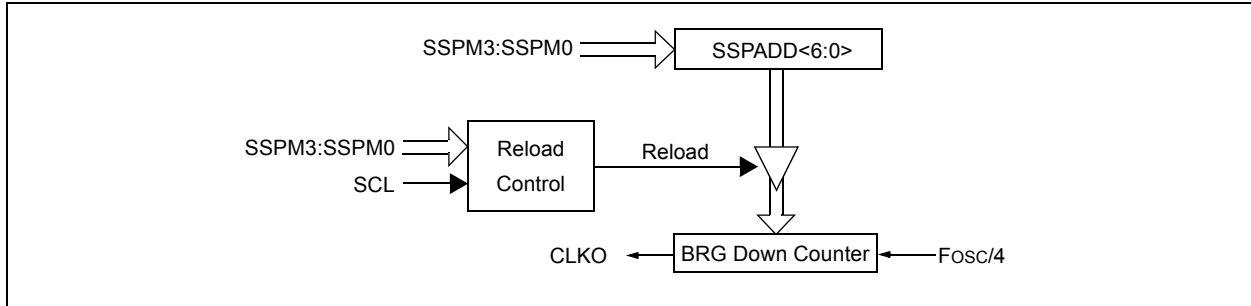 SSPM3:SSPM0
SSPADD<6:0>
SSPM3:SSPM0
SCL
Reload
Control
Reload
CLKO
BRG Down Counter
FOSC/4